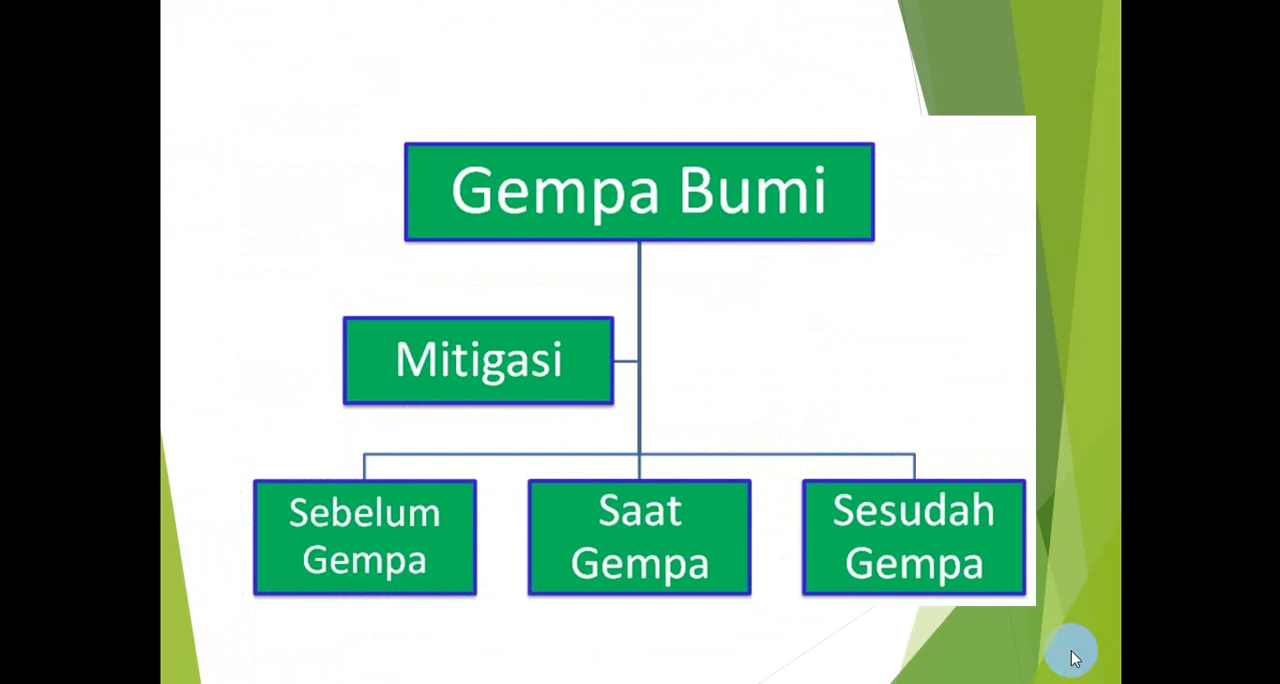 Gempa Bumi
Mitigasi
Sebelum
Gempa
Saat
Gempa
Sesudah
Gempa